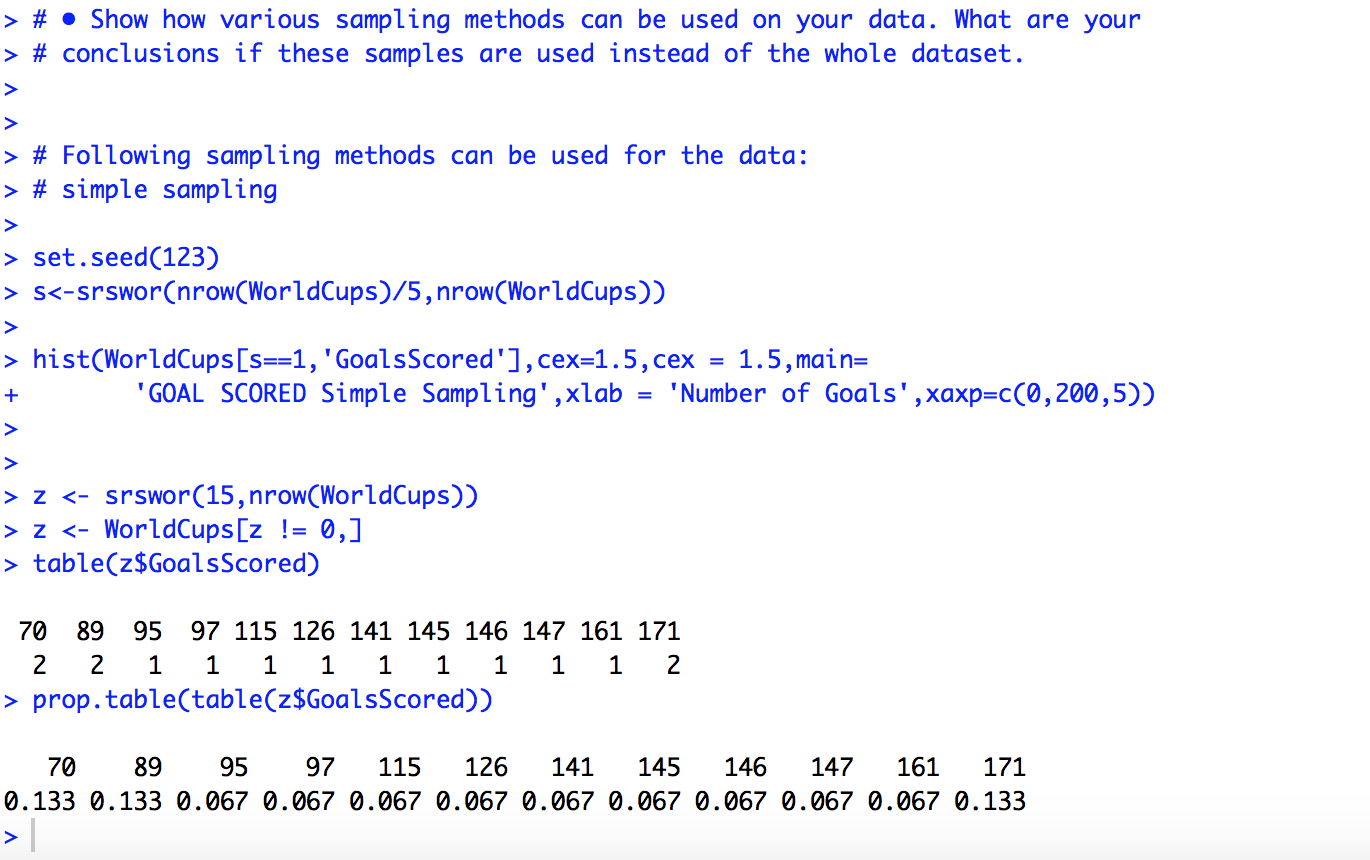 > # • Show how various sampling methods can be used on your data. What are your
> # conclusions if these samples are used instead of the whole dataset.
>
>
> # Following sampling methods can be used for the data:
> # simple sampling
>
> set.seed(123)
> s<-srswor(nrow(WorldCups)/5,nrow(WorldCups))
>
> hist(WorldCups[s==1,'GoalsScored'],cex=1.5,cex = 1.5,main=
+        'GOAL SCORED Simple Sampling',xlab = 'Number of Goals',xaxp=c(0,200,5))
>
>
> z <- srswor(15,nrow(WorldCups))
> z <- WorldCups[z != 0,]
> table(z$GoalsScored)

 70  89  95  97 115 126 141 145 146 147 161 171
  2   2   1   1   1   1   1   1   1   1   1   2
> prop.table(table(z$GoalsScored))

   70    89    95    97   115   126   141   145   146   147   161   171
0.133 0.133 0.067 0.067 0.067 0.067 0.067 0.067 0.067 0.067 0.067 0.133
>